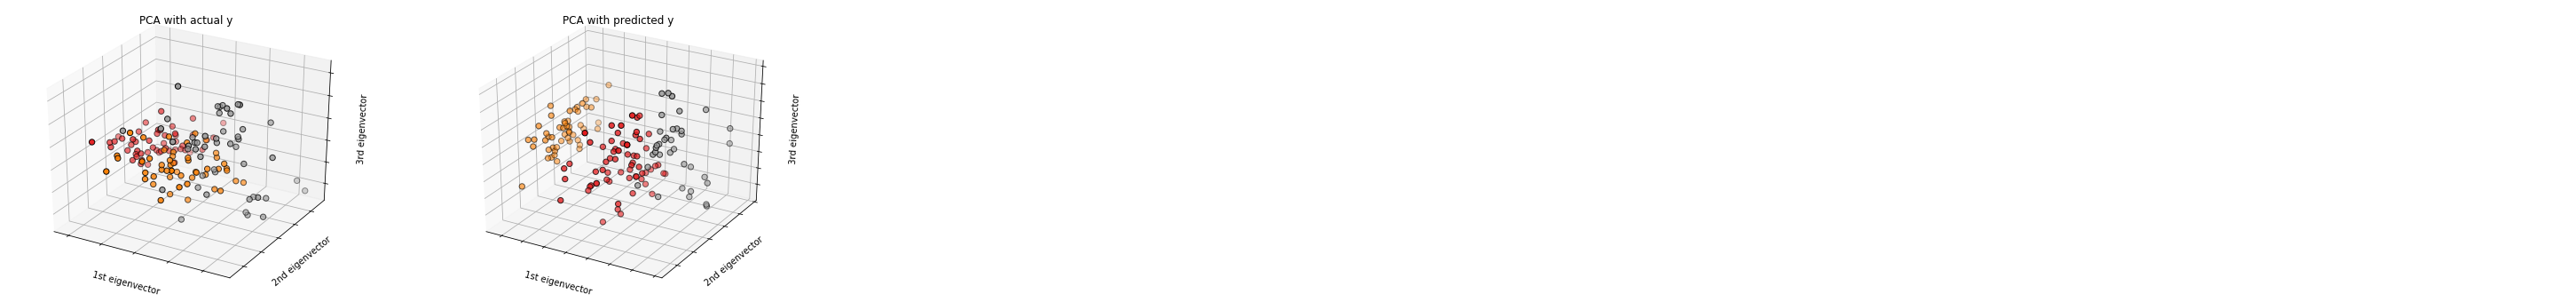 PCA with actual y
3rd eigenvector
2nd eigenvector
1st eigenvector
PCA with predicted y
3rd eigenvector
2nd eigenvector
1st eigenvector